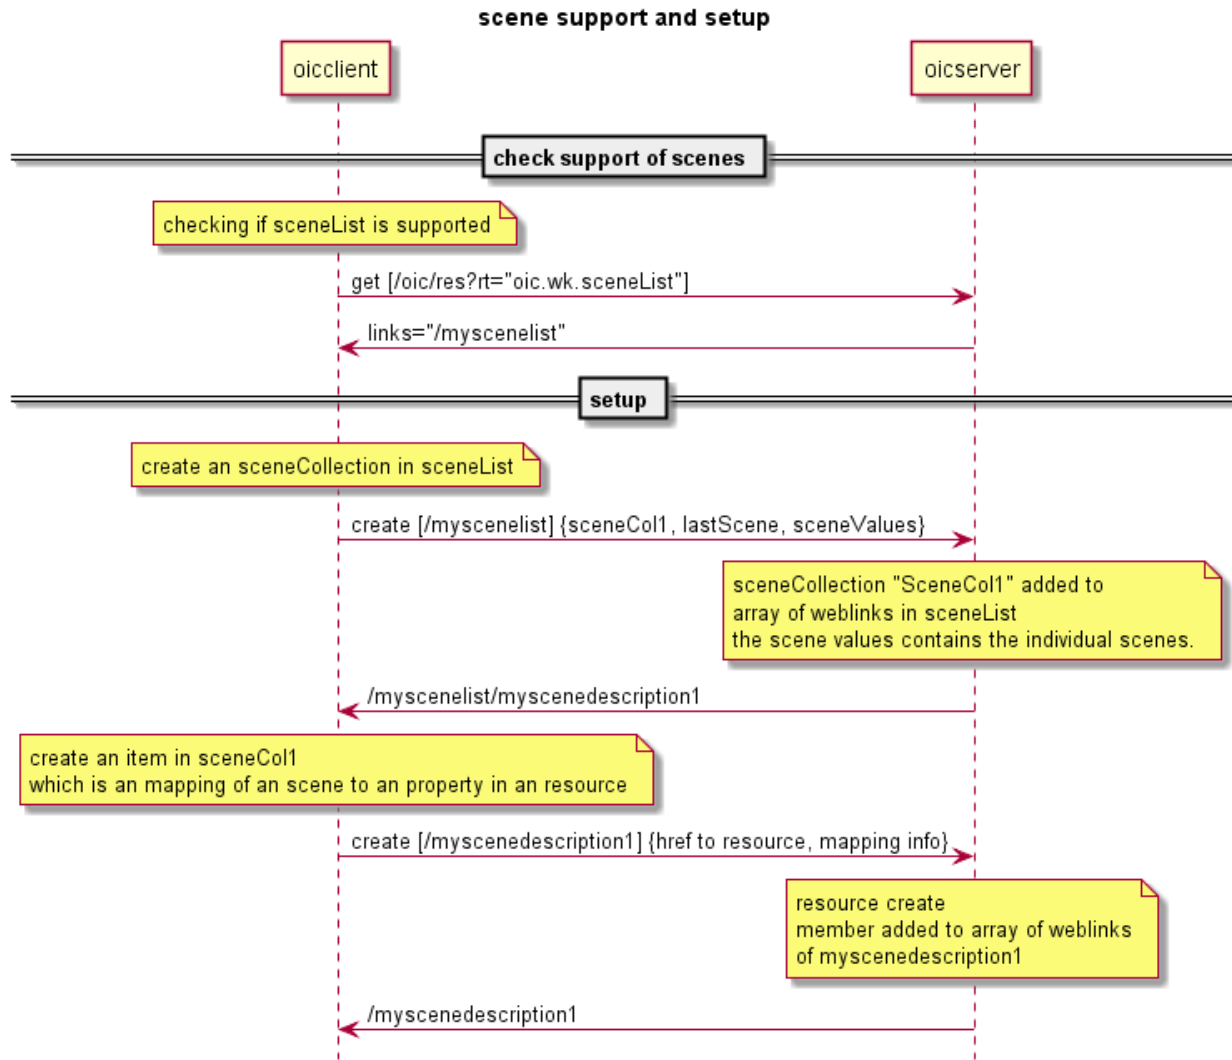 scene support and setup
oicclient
oicserver
check support of scenes
checking if sceneList is supported
get [/oic/res?rt="oic.wk.sceneList"]
links="/myscenelist"
setup
create an sceneCollection in sceneList
create [/myscenelist] {sceneCol1, lastScene, sceneValues}
sceneCollection "SceneCol1" added to
array of weblinks in sceneList
the scene values contains the individual scenes.
/myscenelist/myscenedescription1
create an item in sceneCol1
which is an mapping of an scene to an property in an resource
create [/myscenedescription1] {href to resource, mapping info}
resource create
member added to array of weblinks
of myscenedescription1
/myscenedescription1